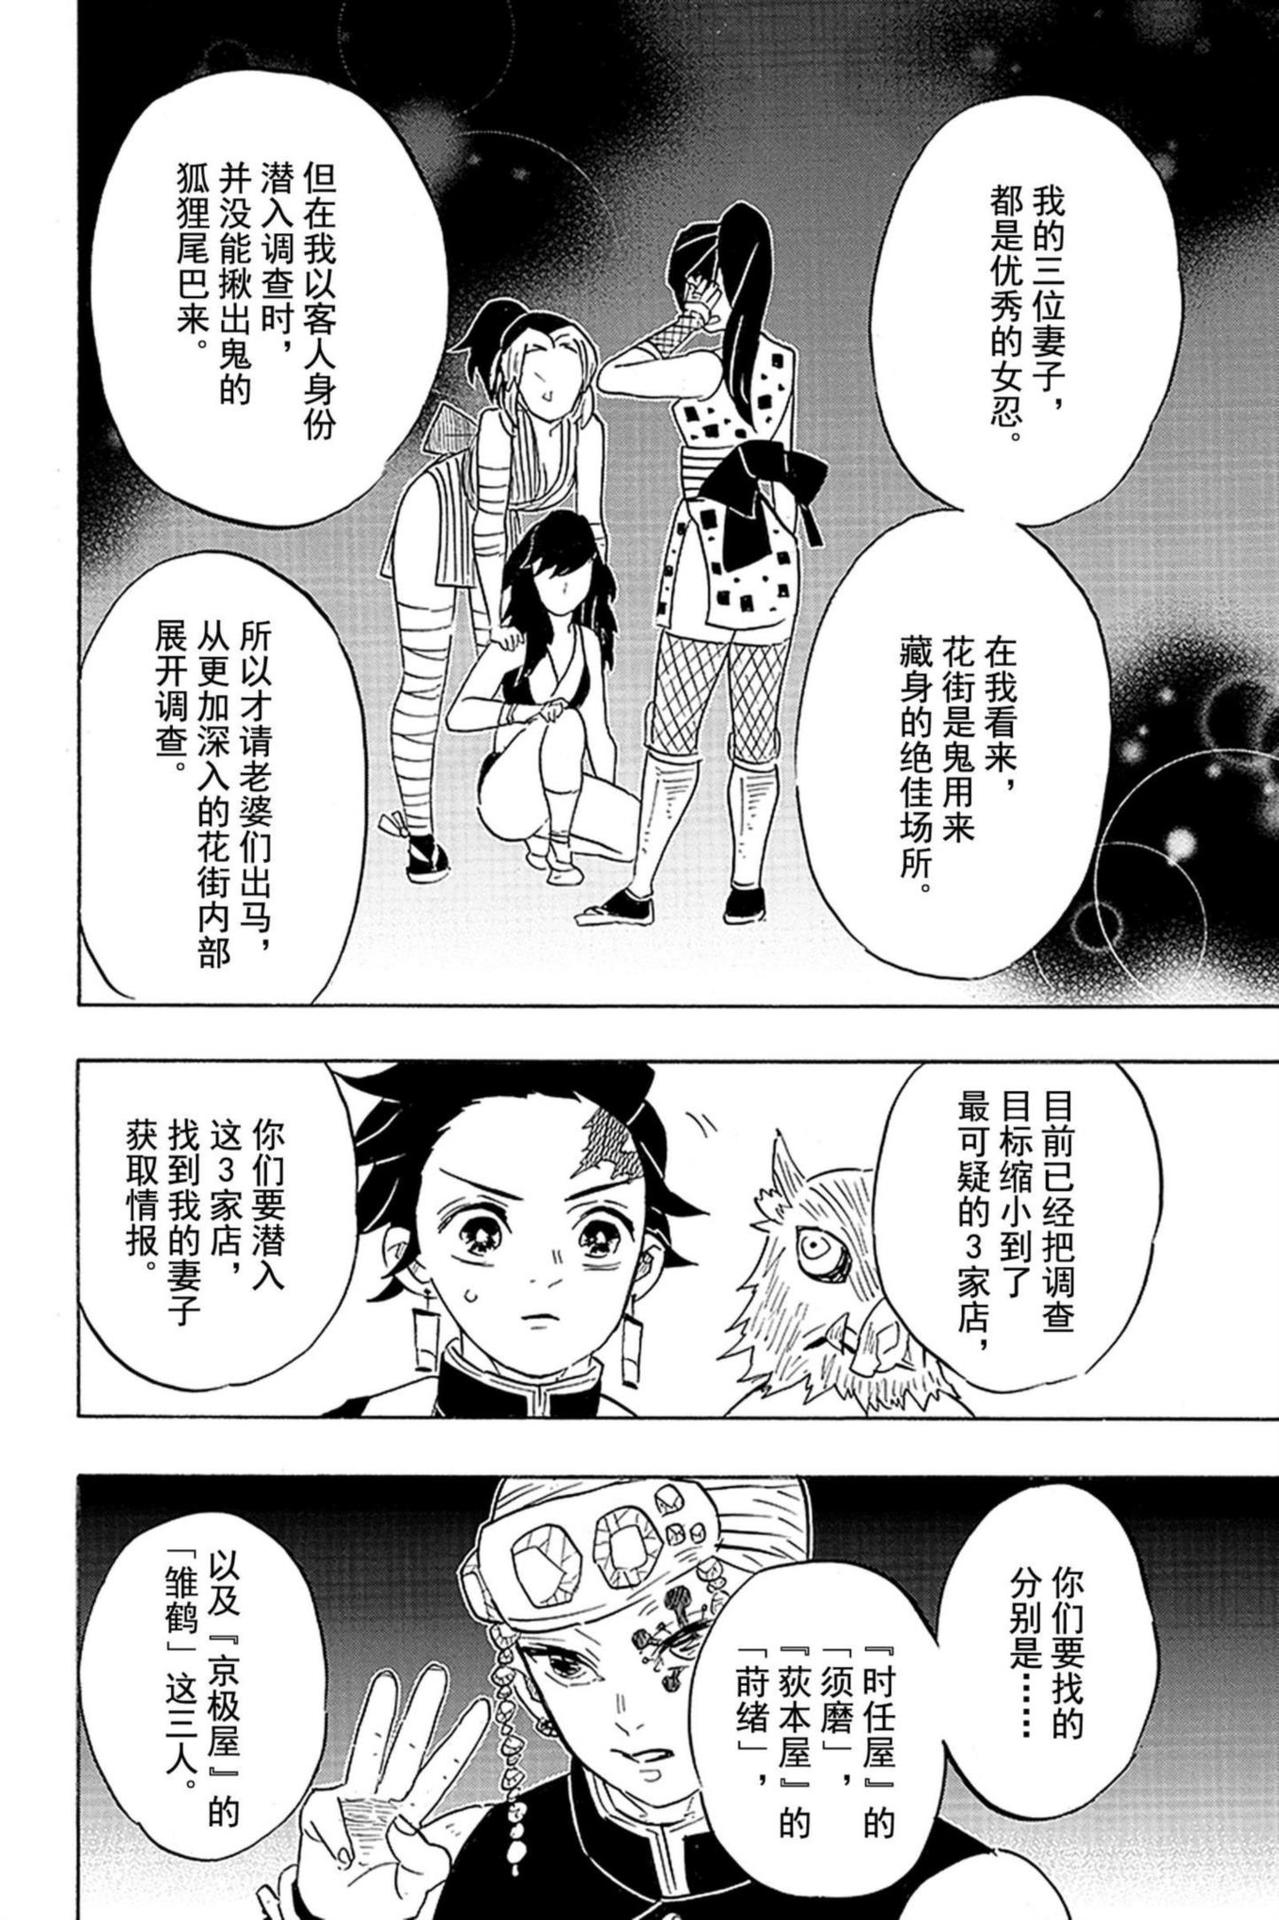 我的三位妻子，
都是优秀的女忍。
在我看来，
花街是鬼用来
藏身的绝佳场所。
但在我以客人身份
潜入调查时，
并没能揪出鬼的
狐狸尾巴来。
所以才请老婆们出马，
从更加深入的花街内部
展开调查。
目前已经把调查
目标缩小到了
最可疑的3家店，
你们要潜入
这3家店，
找到我的妻子
获取情报。
你们要找的
分别是……
『时任屋』的
「须磨」，
『荻本屋』的
「莳绪」，
以及『京极屋』的
「雏鹤」这三人。